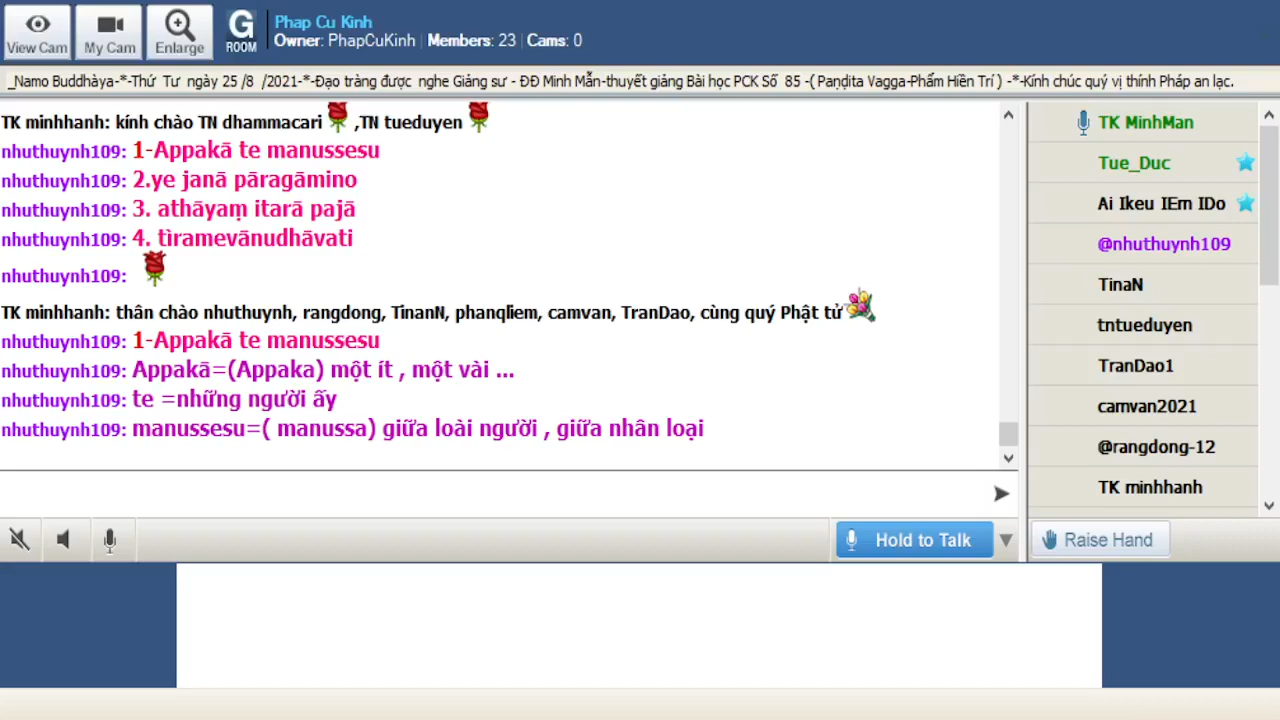 View Cam
My Cam
Enlarge
G
ROOM
Phap Cu Kinh
Owner: PhapCuKinh | Members: 23 | Cams: 0
_Namo Buddhàya-*-Thứ Tư ngày 25 /8 /2021-*-Đạo tràng được nghe Giảng sư - ĐĐ Minh Mẫn-thuyết giảng Bài học PCK Số 85 -( Paṇḍita Vagga-Phẩm Hiền Trí ) -*-Kính chúc quý vị thính Pháp an lạc.
TK minhhanh: kính chào TN dhammacari ,TN tueduyen
nhuthuynh109: 1-Appakā te manussesu
nhuthuynh109: 2.ye janā pāragāmino
nhuthuynh109: 3. athāyaṃ itarā pajā
nhuthuynh109: 4. tìramevānudhāvati
nhuthuynh109:
TK minhhanh: thân chào nhuthuynh, rangdong, TinanN, phanqliem, camvan, TranDao, cùng quý Phật tử
nhuthuynh109: 1-Appakā te manussesu
nhuthuynh109: Appakā=(Appaka) một ít , một vài ...
nhuthuynh109: te =những người ấy
nhuthuynh109: manussesu=( manussa) giữa loài người , giữa nhân loại
TK MinhMan
Tue_Duc
Ai Ikeu IEm IDo
@nhuthuynh109
TinaN
tntueduyen
TranDao1
camvan2021
@rangdong-12
TK minhhanh
Hold to Talk
Raise Hand